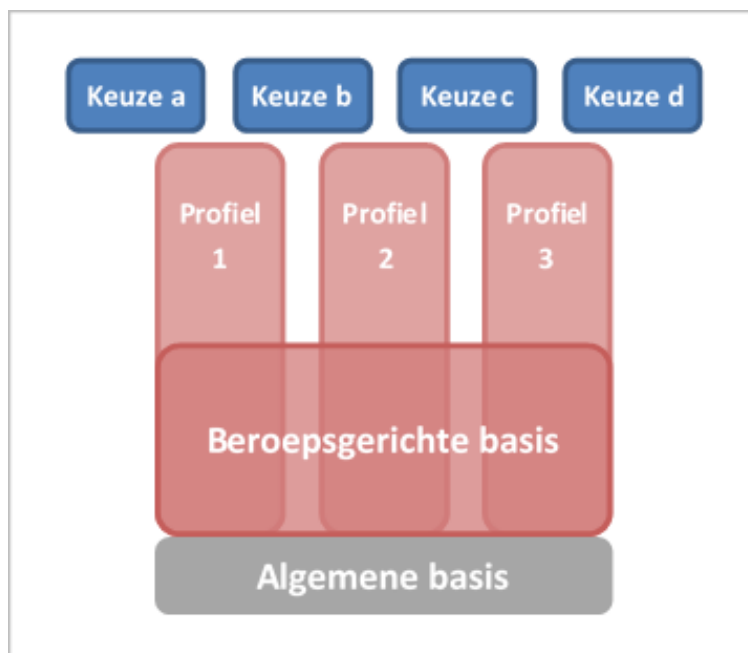 Keuze a
Keuze b
Keuze c
Keuze d
Profiel
1
Profiel
2
Profiel
3
Beroepsgerichte basis
Algemene basis